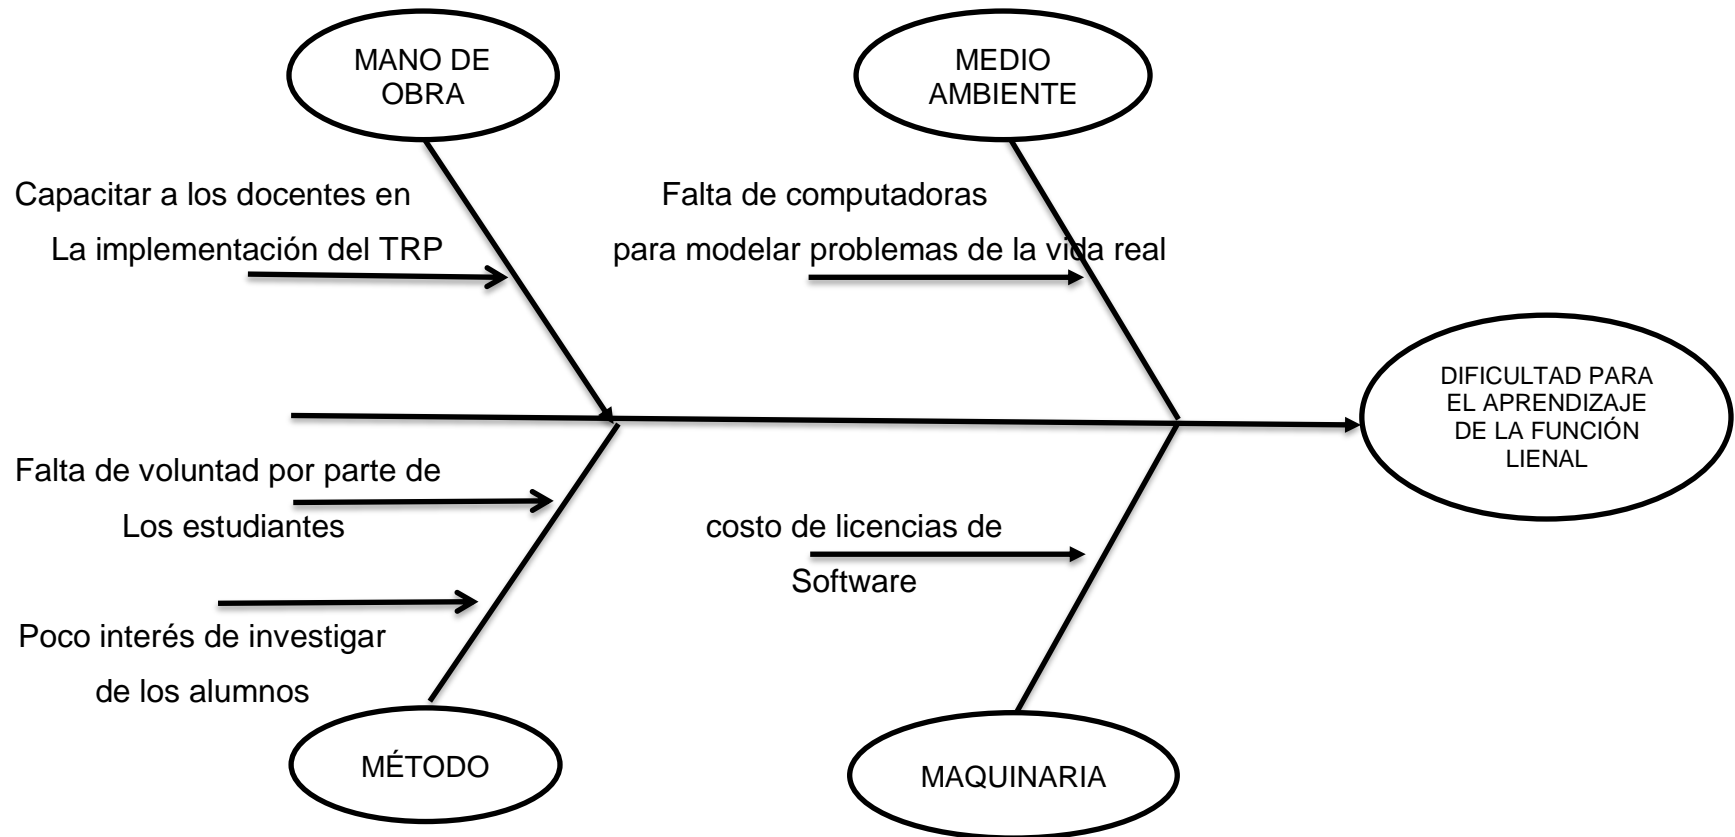 MANO DE
OBRA
MEDIO
AMBIENTE
Capacitar a los docentes en
La implementación del TRP
Falta de computadoras
para modelar problemas de la vida real
DIFICULTAD PARA
EL APRENDIZAJE
DE LA FUNCIÓN
LIENAL
Falta de voluntad por parte de
Los estudiantes
costo de licencias de
Software
Poco interés de investigar
de los alumnos
MÉTODO
MAQUINARIA